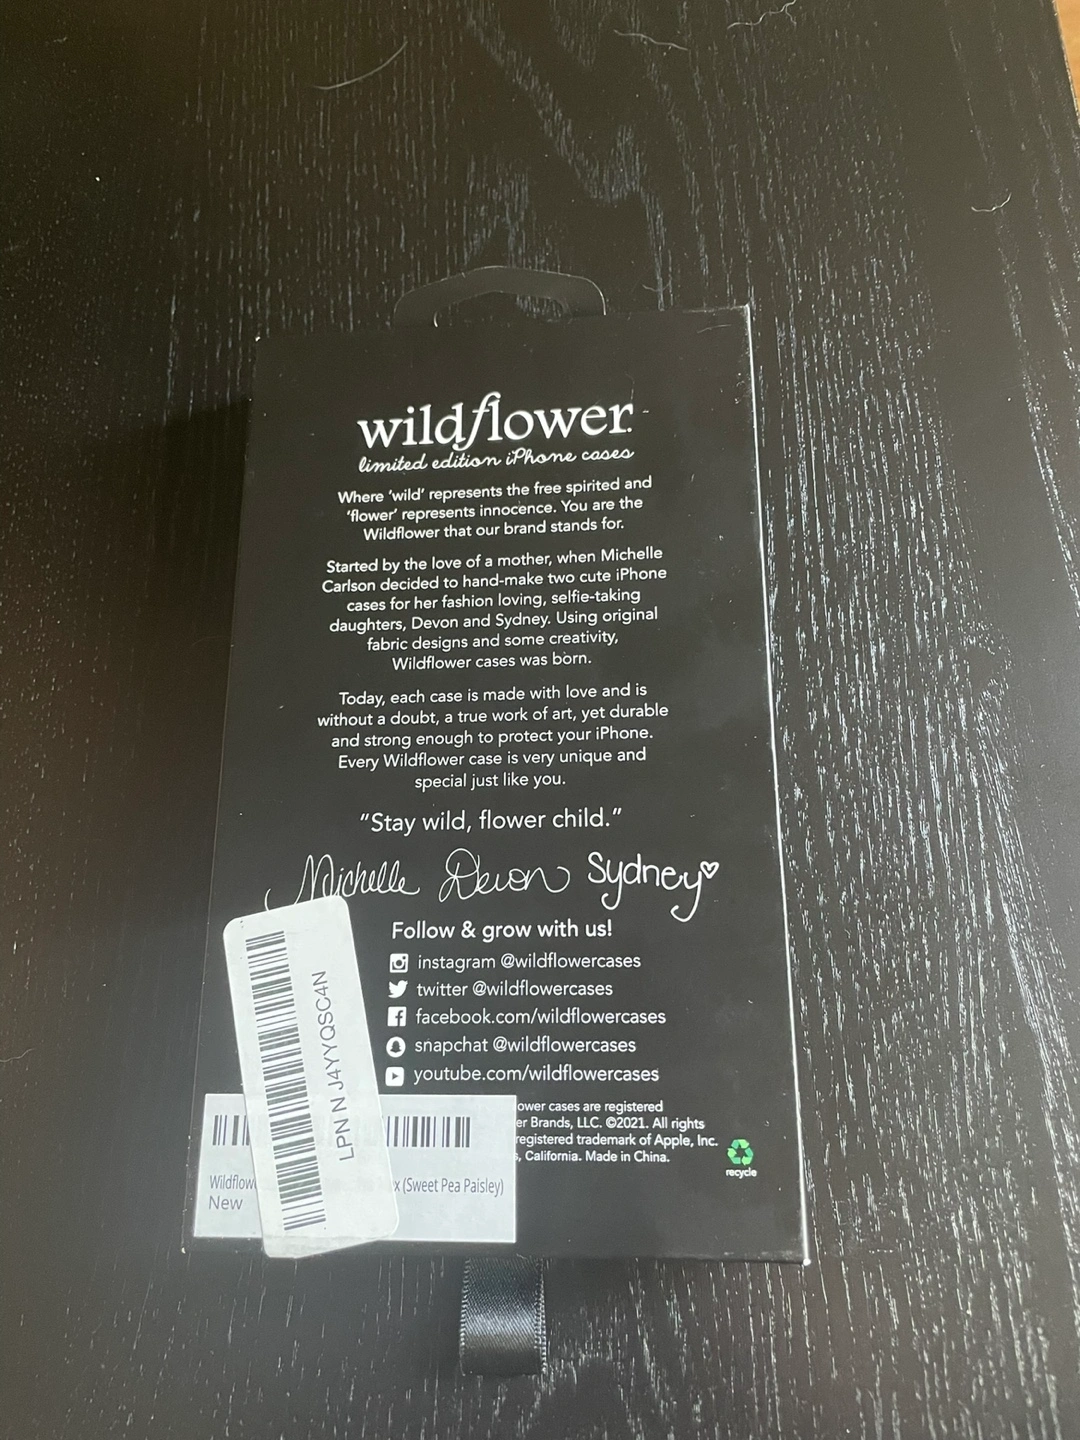 wildflower
limited edition iPhone cases
Where 'wild' represents the free spirited and
'flower' represents innocence. You are the
Wildflower that our brand stands for.
Started by the love of a mother, when Michelle
Carlson decided to hand-make two cute iPhone
cases for her fashion loving, selfie-taking
daughters, Devon and Sydney. Using original
fabric designs and some creativity,
Wildflower cases was born.
Today, each case is made with love and is
without a doubt, a true work of art, yet durable
and strong enough to protect your iPhone.
Every Wildflower case is very unique and
special just like you.
"Stay wild, flower child."
Michelle Devon Sydney
Follow & grow with us!
instagram @wildflowercases
twitter @wildflowercases
facebook.com/wildflowercases
snapchat @wildflowercases
youtube.com/wildflowercases
ower cases are registered
er Brands, LLC. ©2021. All rights
registered trademark of Apple, Inc.
s, California. Made in China.
recycle
LPN N J4YYQSC4N
Wildflow x (Sweet Pea Paisley)
New